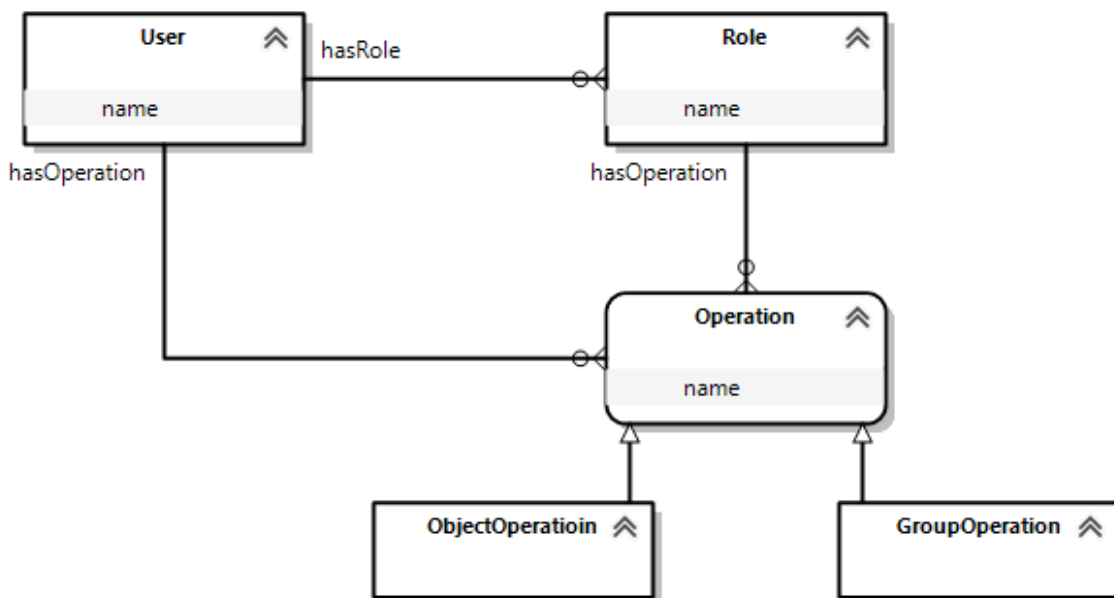 User
hasRole
Role
name
name
hasOperation
hasOperation
Operation
name
ObjectOperatioin
GroupOperation